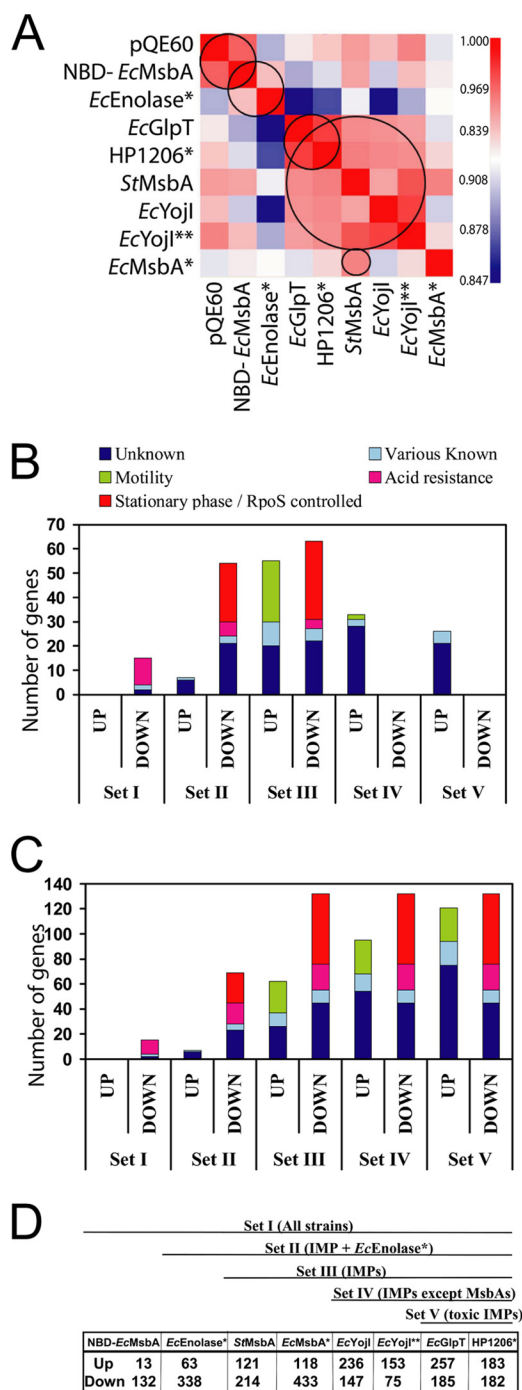 A
pQE60
NBD- EcMsbA
EcEnolase*
EcGlpT
HP1206*
StMsbA
EcYojI
EcYojI**
EcMsbA*
1.000
0.969
0.839
0.908
0.878
0.847
pQE60
NBD- EcMsbA
EcEnolase*
EcGlpT
HP1206*
StMsbA
EcYojI
EcYojI**
EcMsbA*
B
Unknown
Various Known
Motility
Acid resistance
Stationary phase / RpoS controlled
Number of genes
70
60
50
40
30
20
10
0
UP DOWN UP DOWN UP DOWN UP DOWN UP DOWN
Set I Set II Set III Set IV Set V
C
Number of genes
140
120
100
80
60
40
20
0
UP DOWN UP DOWN UP DOWN UP DOWN UP DOWN
Set I Set II Set III Set IV Set V
D
Set I (All strains)
Set II (IMP + EcEnolase*)
Set III (IMPs)
Set IV (IMPs except MsbAs)
Set V (toxic IMPs)
NBD-EcMsbA EcEnolase* StMsbA EcMsbA* EcYojI EcYojI** EcGlpT HP1206*
Up 13 63 121 118 236 153 257 183
Down 132 338 214 433 147 75 185 182